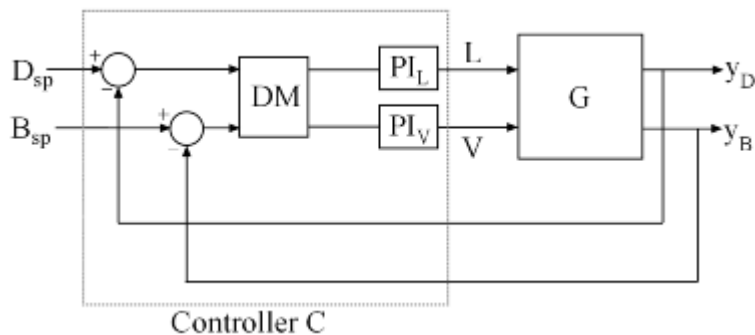 D_sp
+
−
B_sp
+
−
DM
PI_L
PI_V
L
V
G
y_D
y_B
Controller C